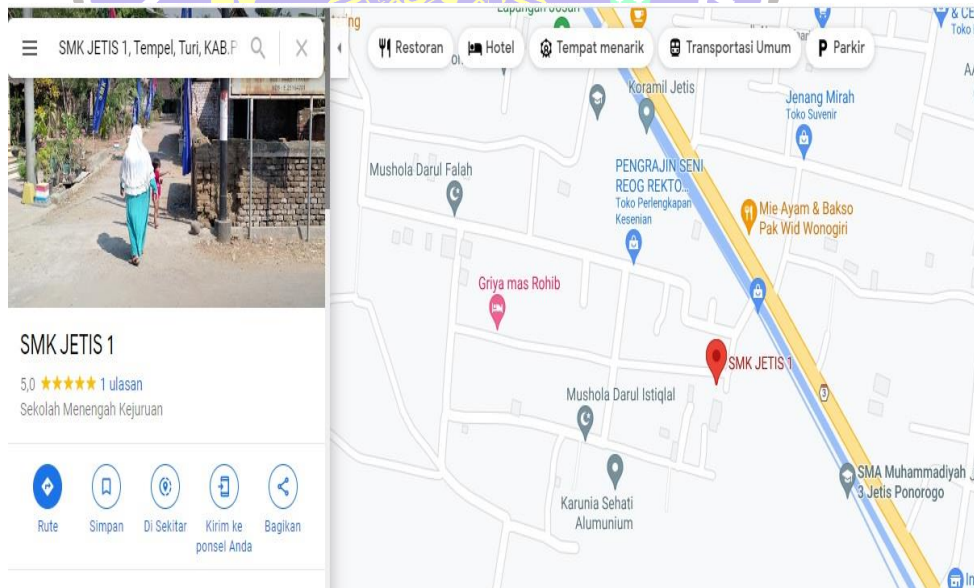 SMK JETIS 1, Tempel, Turi, KAB.P
SMK JETIS 1
5,0
1 ulasan
Sekolah Menengah Kejuruan
Rute
Simpan
Di Sekitar
Kirim ke
ponsel Anda
Bagikan
Restoran
Hotel
Tempat menarik
Transportasi Umum
Parkir
Koramil Jetis
Jenang Mirah
Toko Suvenir
Mushola Darul Falah
PENGRAJIN SENI
REOG REKTO...
Toko Perlengkapan
Kesenian
Mie Ayam & Bakso
Pak Wid Wonogiri
Griya mas Rohib
SMK JETIS 1
3
Mushola Darul Istiqlal
SMA Muhammadiyah
3 Jetis Ponorogo
Karunia Sehati
Alumunium